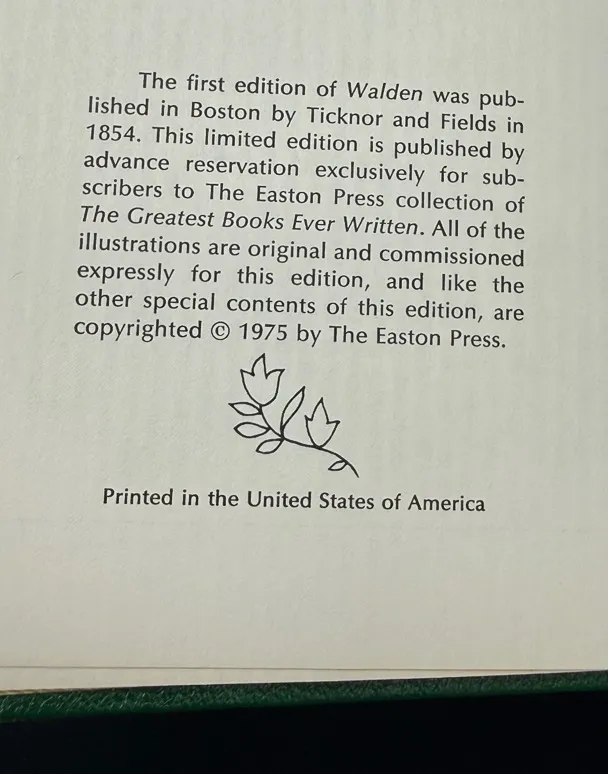 The first edition of Walden was pub-
lished in Boston by Ticknor and Fields in
1854. This limited edition is published by
advance reservation exclusively for sub-
scribers to The Easton Press collection of
The Greatest Books Ever Written. All of the
illustrations are original and commissioned
expressly for this edition, and like the
other special contents of this edition, are
copyrighted © 1975 by The Easton Press.
Printed in the United States of America